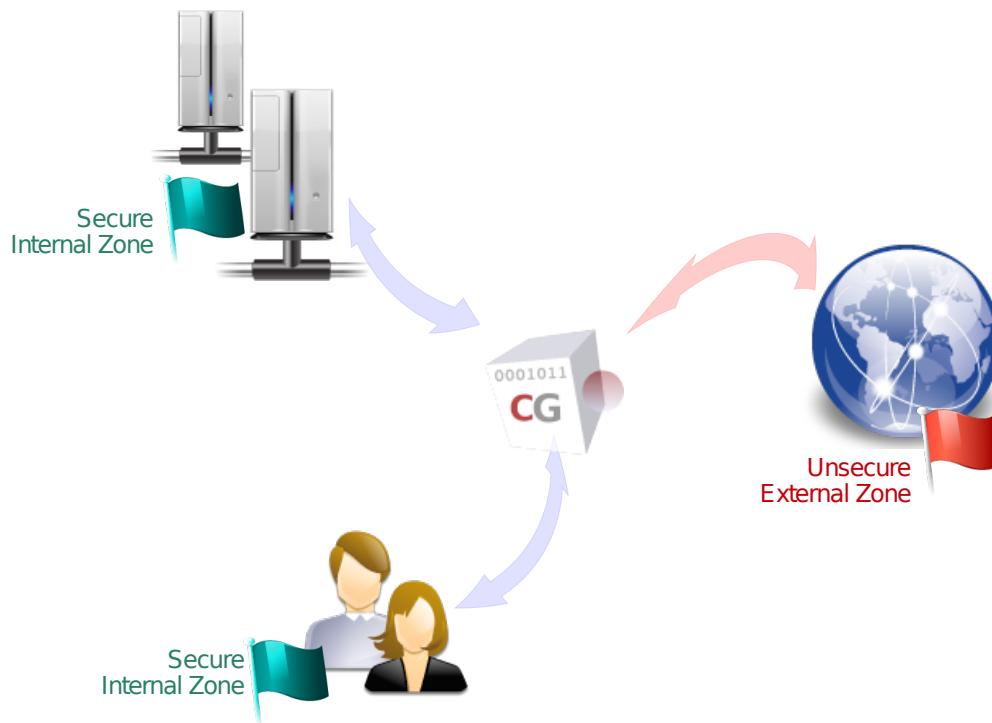 Secure
Internal Zone
0001011
CG
Unsecure
External Zone
Secure
Internal Zone